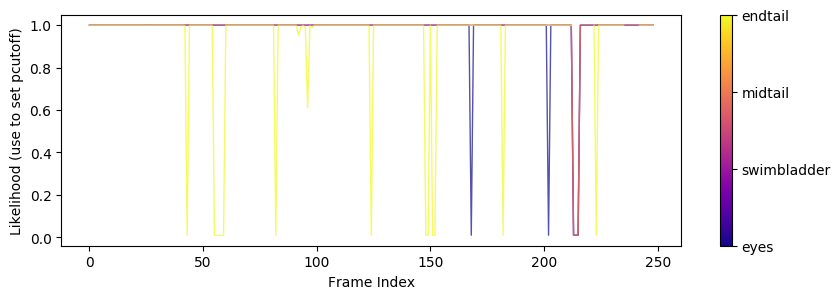 Likelihood (use to set pcutoff)
1.0
0.8
0.6
0.4
0.2
0.0
0
50
100
150
200
250
Frame Index
endtail
midtail
swimbladder
eyes